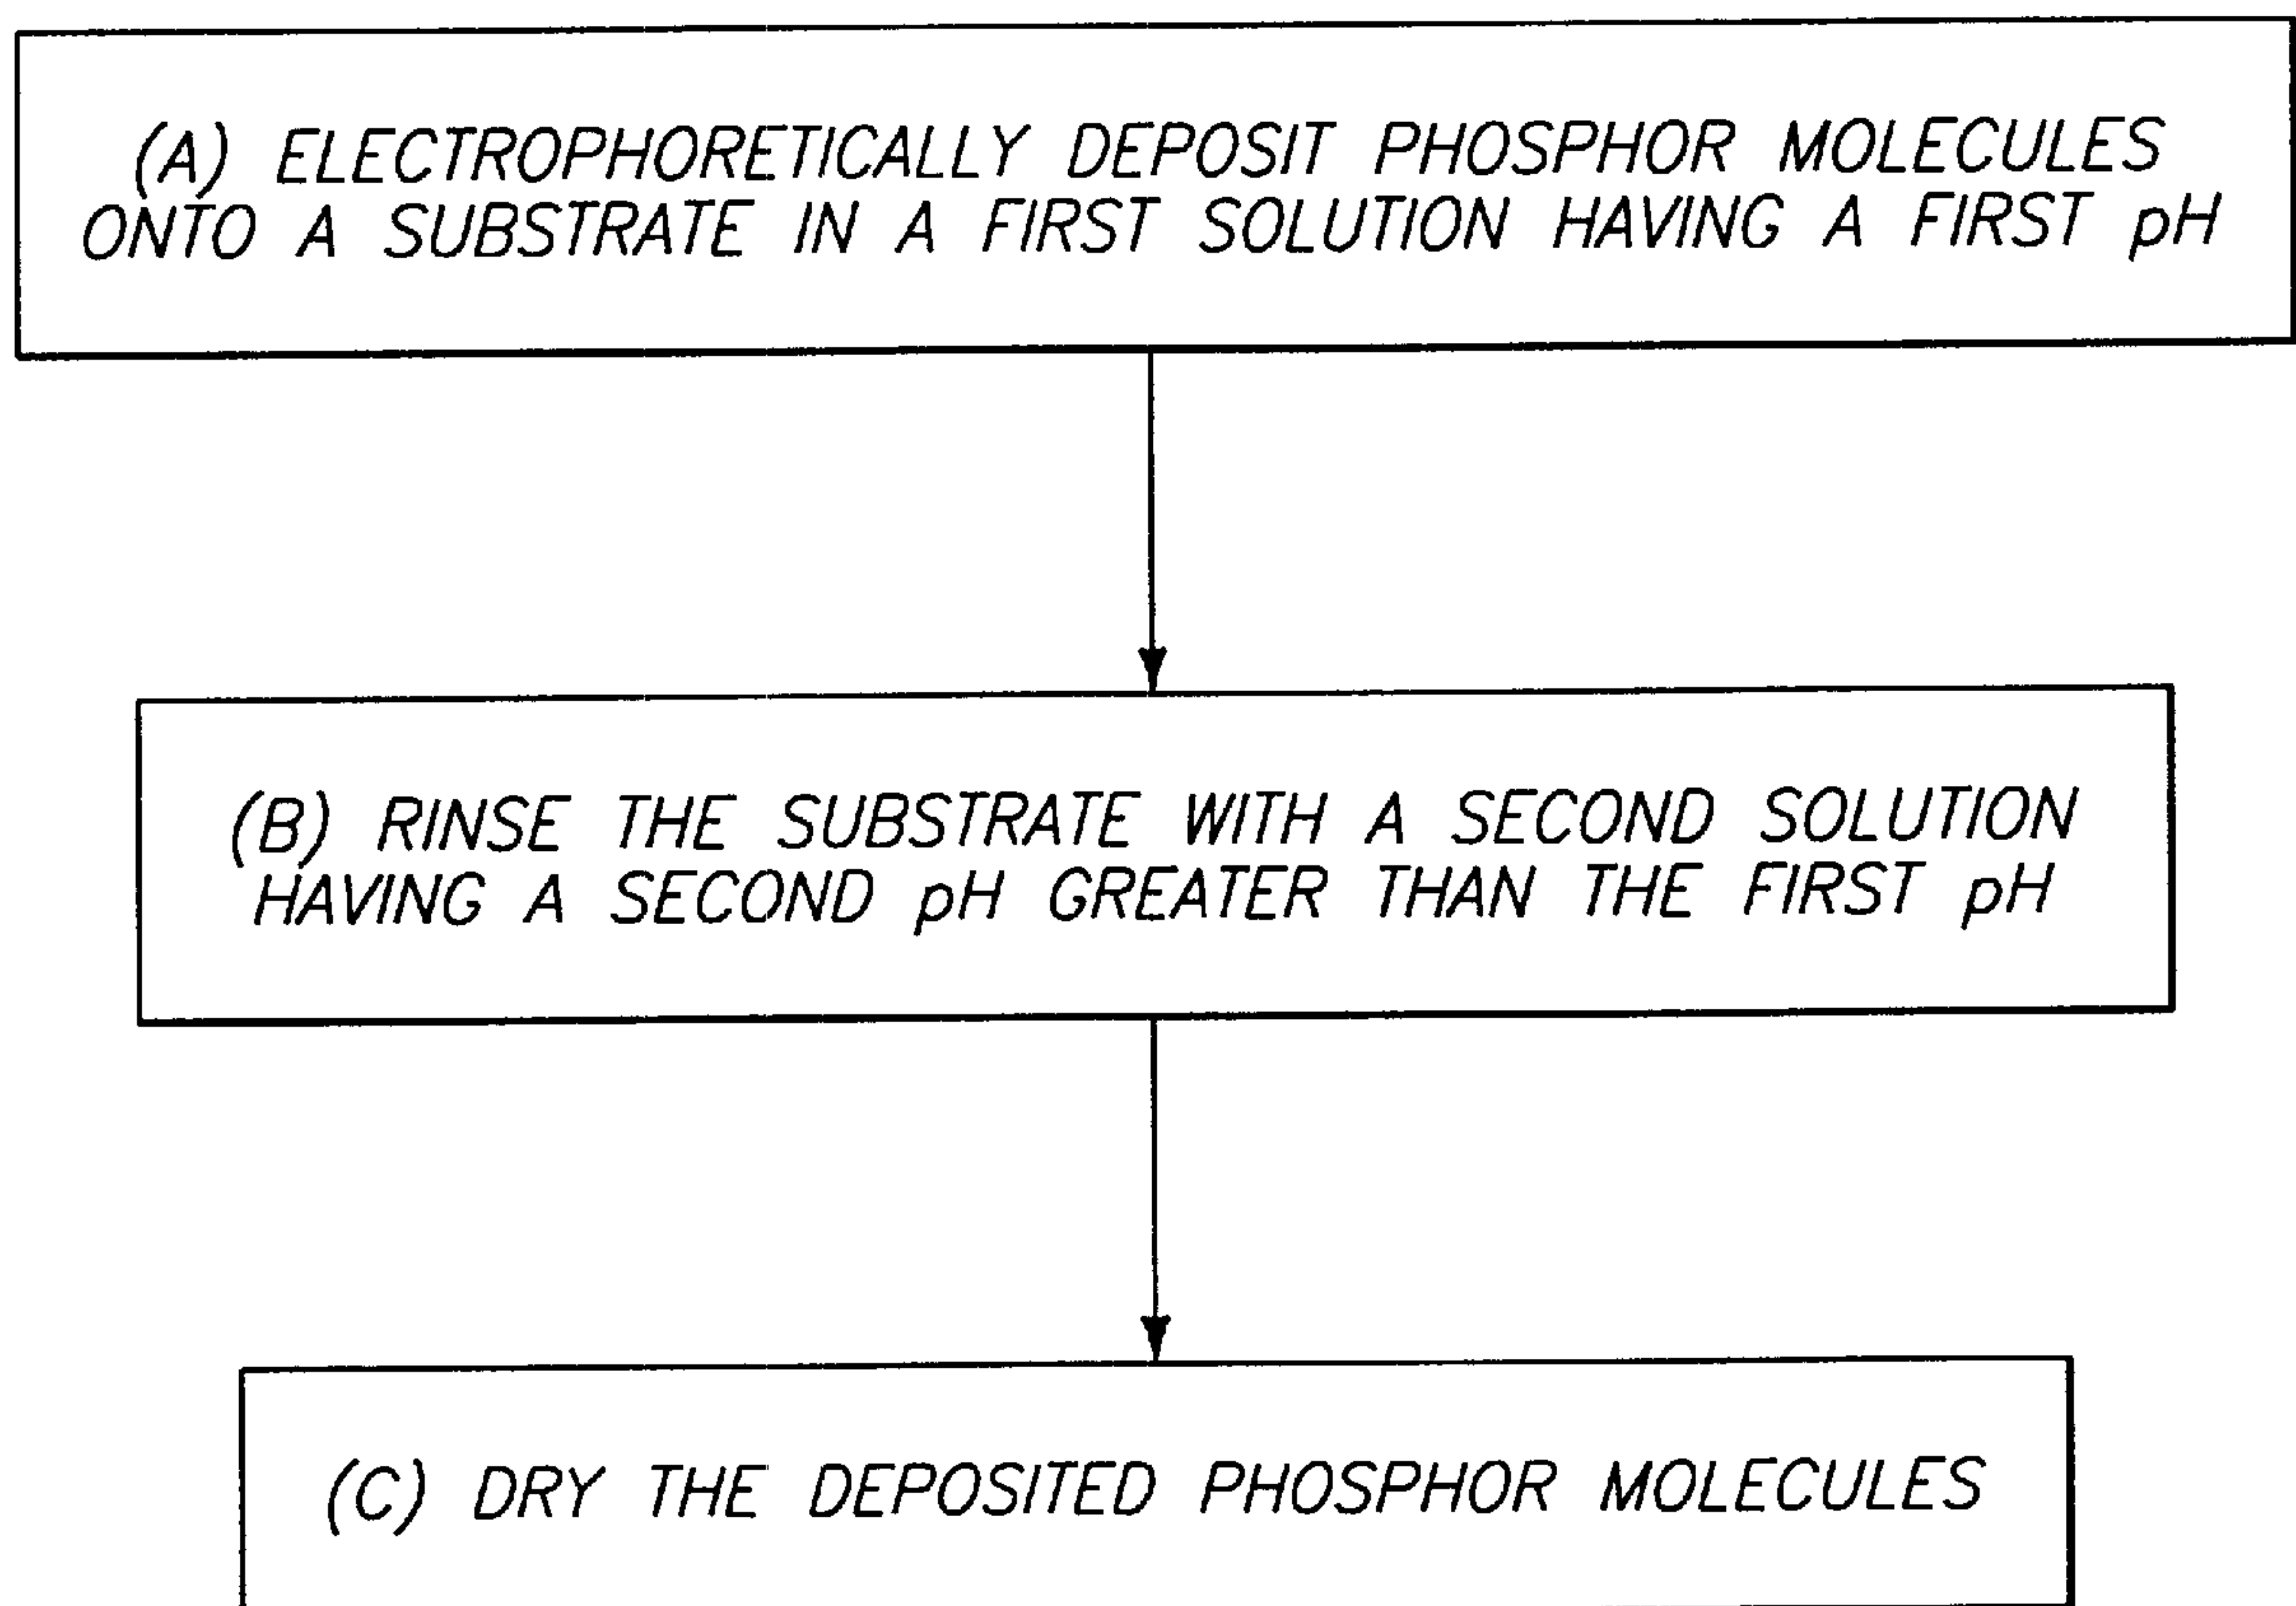 (A) ELECTROPHORETICALLY DEPOSIT PHOSPHOR MOLECULES
ONTO A SUBSTRATE IN A FIRST SOLUTION HAVING A FIRST pH
(B) RINSE THE SUBSTRATE WITH A SECOND SOLUTION
HAVING A SECOND pH GREATER THAN THE FIRST pH
(C) DRY THE DEPOSITED PHOSPHOR MOLECULES